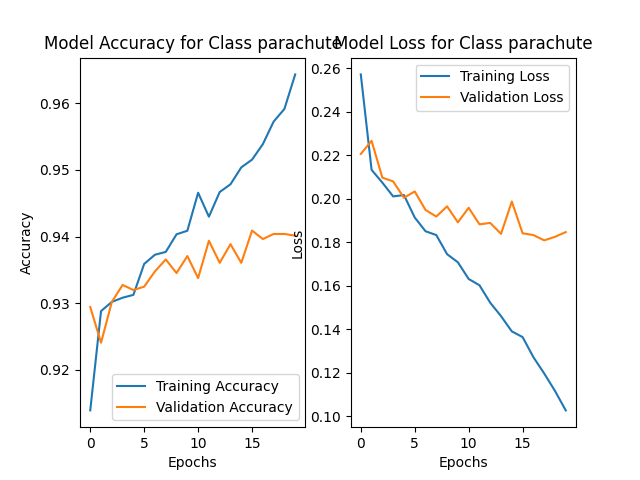 Model Accuracy for Class parachute
Model Loss for Class parachute
Accuracy
0.96
0.95
0.94
0.93
0.92
Training Accuracy
Validation Accuracy
0 5 10 15
Epochs
Loss
0.26
0.24
0.22
0.20
0.18
0.16
0.14
0.12
0.10
Training Loss
Validation Loss
0 5 10 15
Epochs